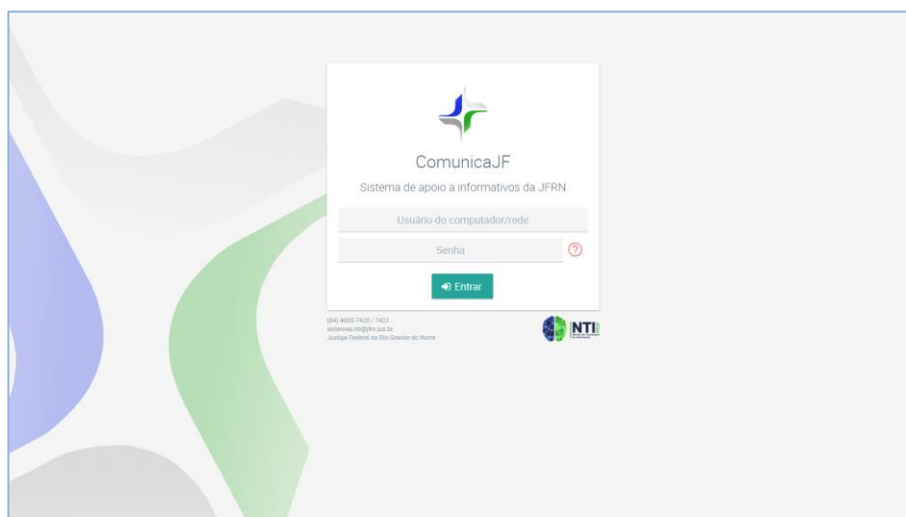 ComunicaJF
Sistema de apoio a informativos da JFRN
Usuário do computador/rede
Senha
?
Entrar
(84) 4005.7420 / 7421
sistemas.nti@jfrn.jus.br
Justiça Federal no Rio Grande do Norte
NTI